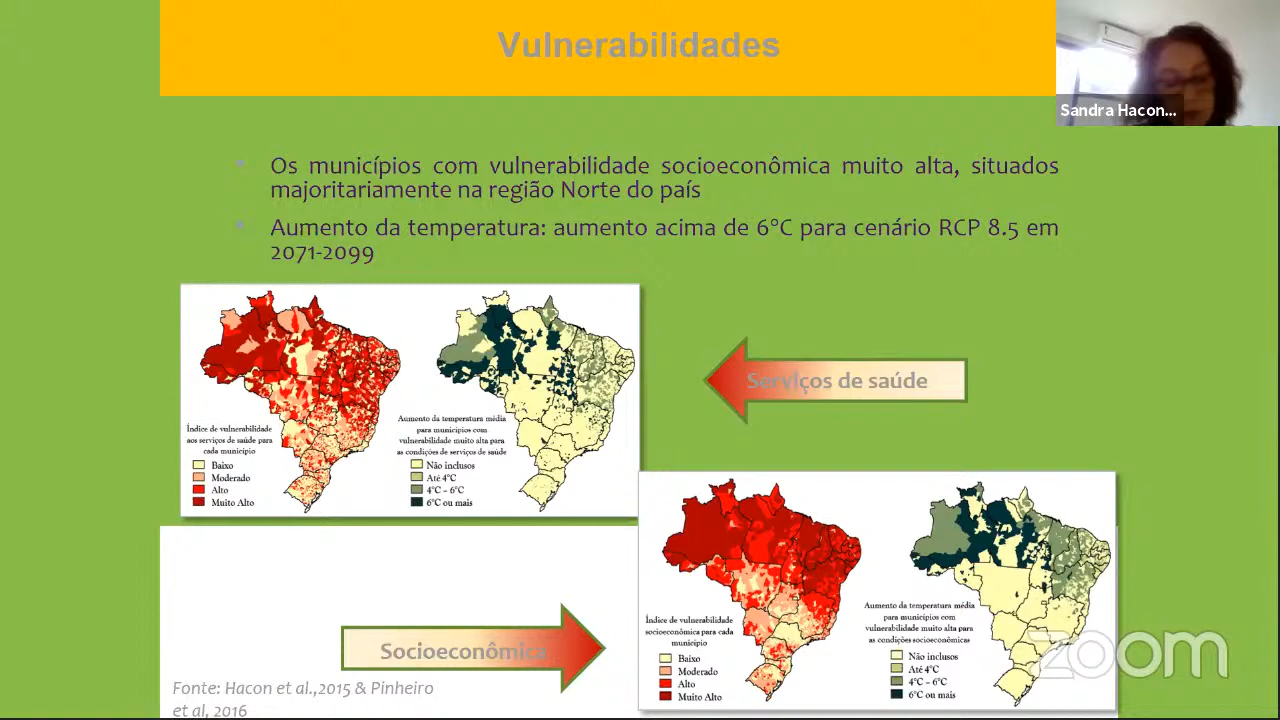 Vulnerabilidades
Sandra Hacon...
Os municípios com vulnerabilidade socioeconômica muito alta, situados
majoritariamente na região Norte do país
Aumento da temperatura: aumento acima de 6°C para cenário RCP 8.5 em
2071-2099
Índice de vulnerabilidade
aos serviços de saúde para
cada município
Baixo
Moderado
Alto
Muito Alto
Aumento da temperatura média
para municípios com
vulnerabilidade muito alta para
as condições de serviços de saúde
Não inclusos
Até 4°C
4°C – 6°C
6°C ou mais
Serviços de saúde
Socioeconômica
Índice de vulnerabilidade
socioeconômica para cada
município
Baixo
Moderado
Alto
Muito Alto
Aumento da temperatura média
para municípios com
vulnerabilidade muito alta para
as condições socioeconômicas
Não inclusos
Até 4°C
4°C – 6°C
6°C ou mais
zoom
Fonte: Hacon et al.,2015 & Pinheiro
et al, 2016